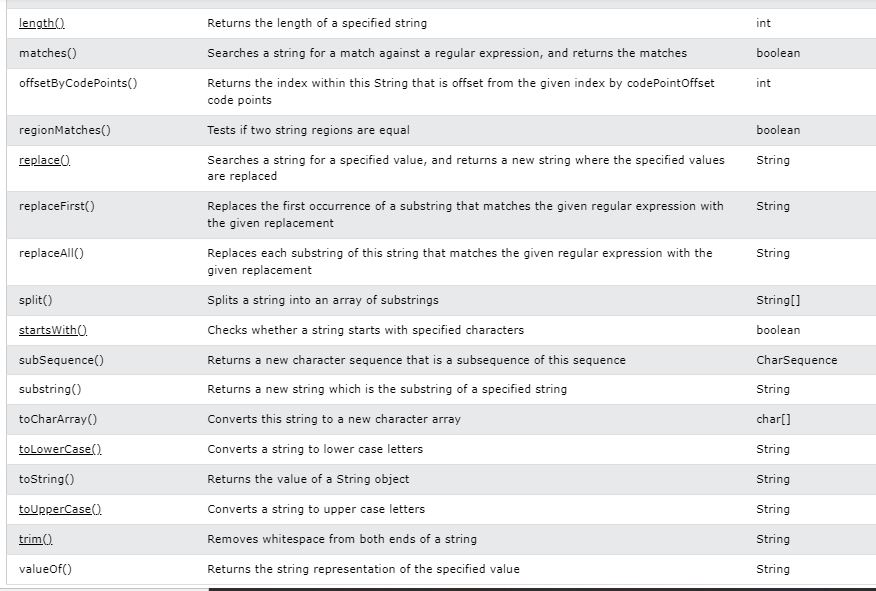 length() Returns the length of a specified string int
matches() Searches a string for a match against a regular expression, and returns the matches boolean
offsetByCodePoints() Returns the index within this String that is offset from the given index by codePointOffset int
code points
regionMatches() Tests if two string regions are equal boolean
replace() Searches a string for a specified value, and returns a new string where the specified values String
are replaced
replaceFirst() Replaces the first occurrence of a substring that matches the given regular expression with String
the given replacement
replaceAll() Replaces each substring of this string that matches the given regular expression with the String
given replacement
split() Splits a string into an array of substrings String[]
startsWith() Checks whether a string starts with specified characters boolean
subSequence() Returns a new character sequence that is a subsequence of this sequence CharSequence
substring() Returns a new string which is the substring of a specified string String
toCharArray() Converts this string to a new character array char[]
toLowerCase() Converts a string to lower case letters String
toString() Returns the value of a String object String
toUpperCase() Converts a string to upper case letters String
trim() Removes whitespace from both ends of a string String
valueOf() Returns the string representation of the specified value String